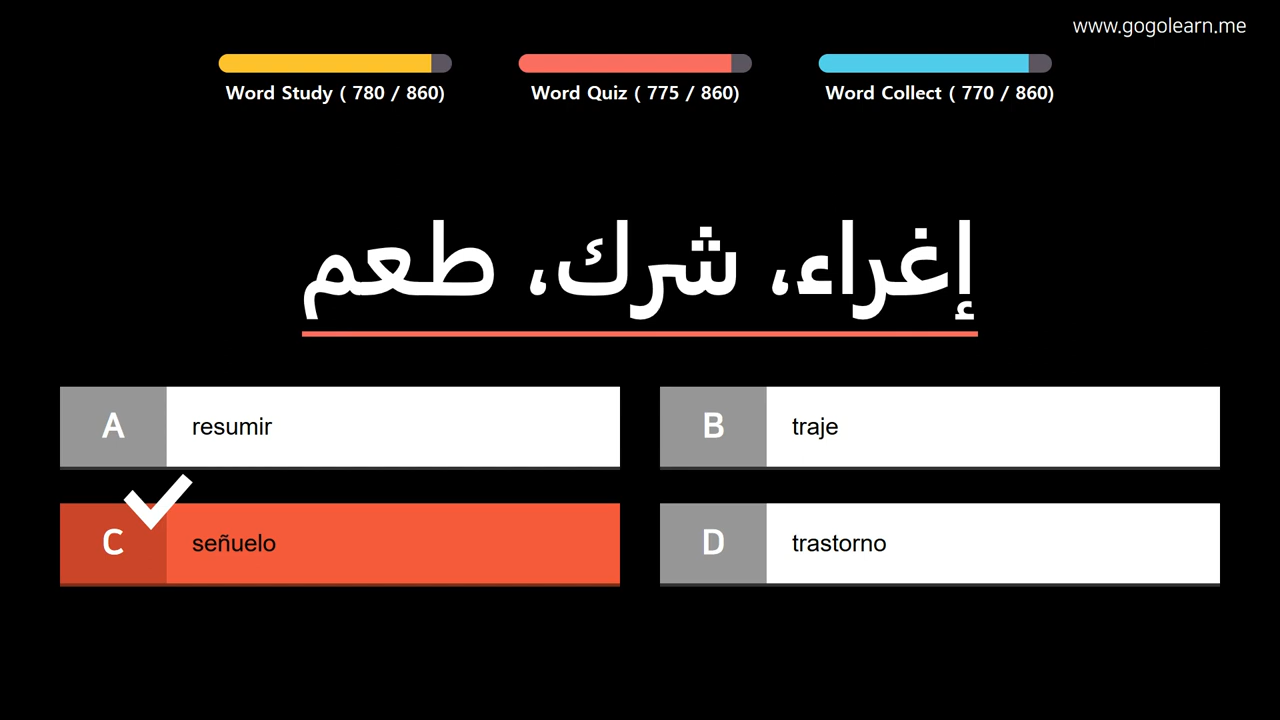 www.gogolearn.me
Word Study ( 780 / 860)
Word Quiz ( 775 / 860)
Word Collect ( 770 / 860)
إغراء، شرك، طعم
A
resumir
B
traje
C
señuelo
D
trastorno